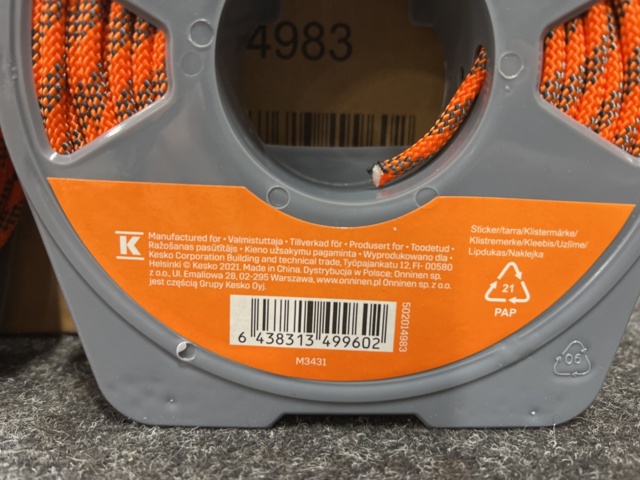 4983
K
Manufactured for • Valmistuttaja • Tillverkad för • Produsert for • Toodetud •
Ražošanas pasūtītājs • Kieno užsakymu pagaminta • Wyprodukowano dla •
Kesko Corporation Building and technical trade, Työpajankatu 12, FI- 00580
Helsinki © Kesko 2021. Made in China. Dystrybucja w Polsce: Onninen Sp.
z o.o., Ul. Emaliowa 28, 02-295 Warszawa, www.onninen.pl Onninen sp. z o.o.
jest częścią Grupy Kesko Oyj.
Sticker/tarra/Klistermärke/
Klistremerke/Kleebis/Uzlīme/
Lipdukas/Naklejka
21
PAP
6 438313 499602
502014983
M3431
05